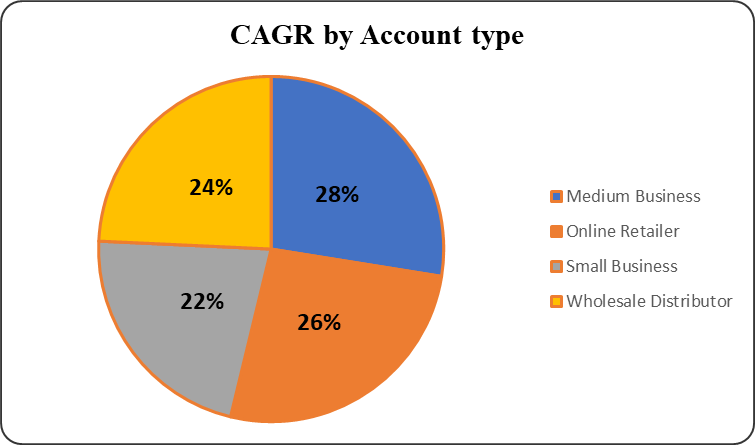 CAGR by Account type
24%
28%
22%
26%
Medium Business
Online Retailer
Small Business
Wholesale Distributor